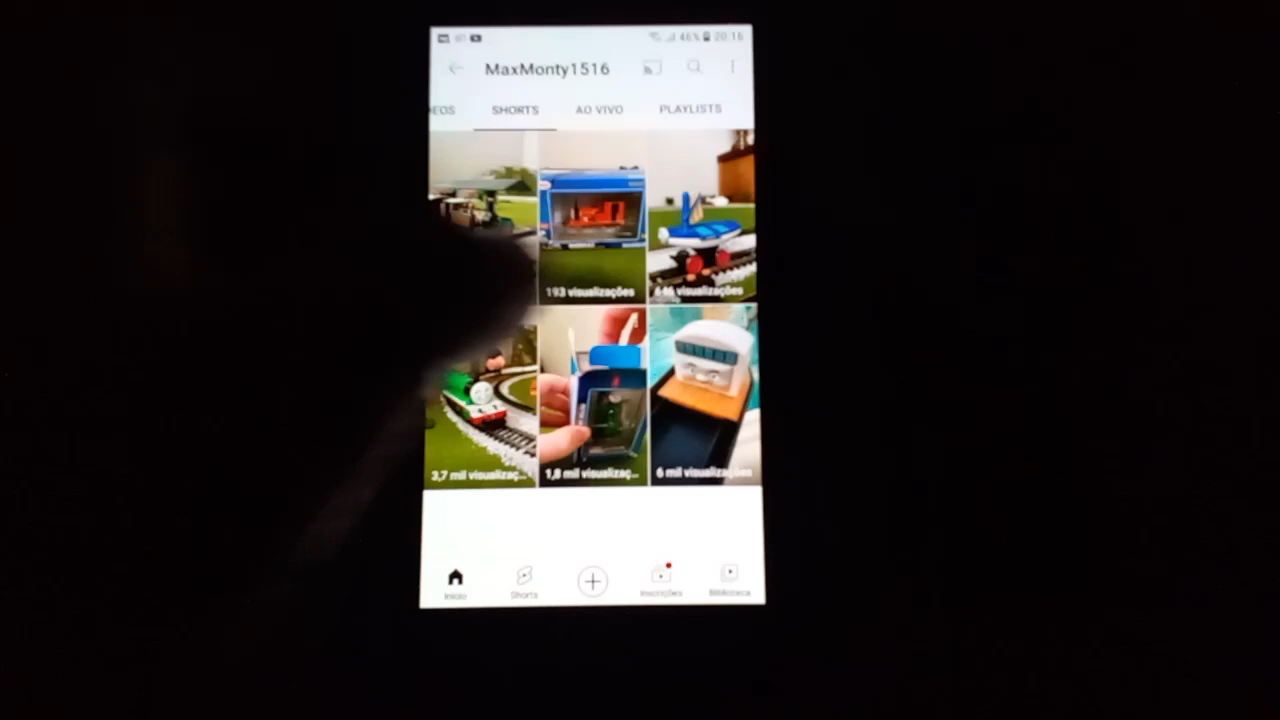 46% 20:16
MaxMonty1516
EOS SHORTS AO VIVO PLAYLISTS
193 visualizações
visualizações
3,7 mil visualizaç...
1,8 mil visualizaç...
6 mil visualizações
Início
Shorts
Inscrições
Biblioteca